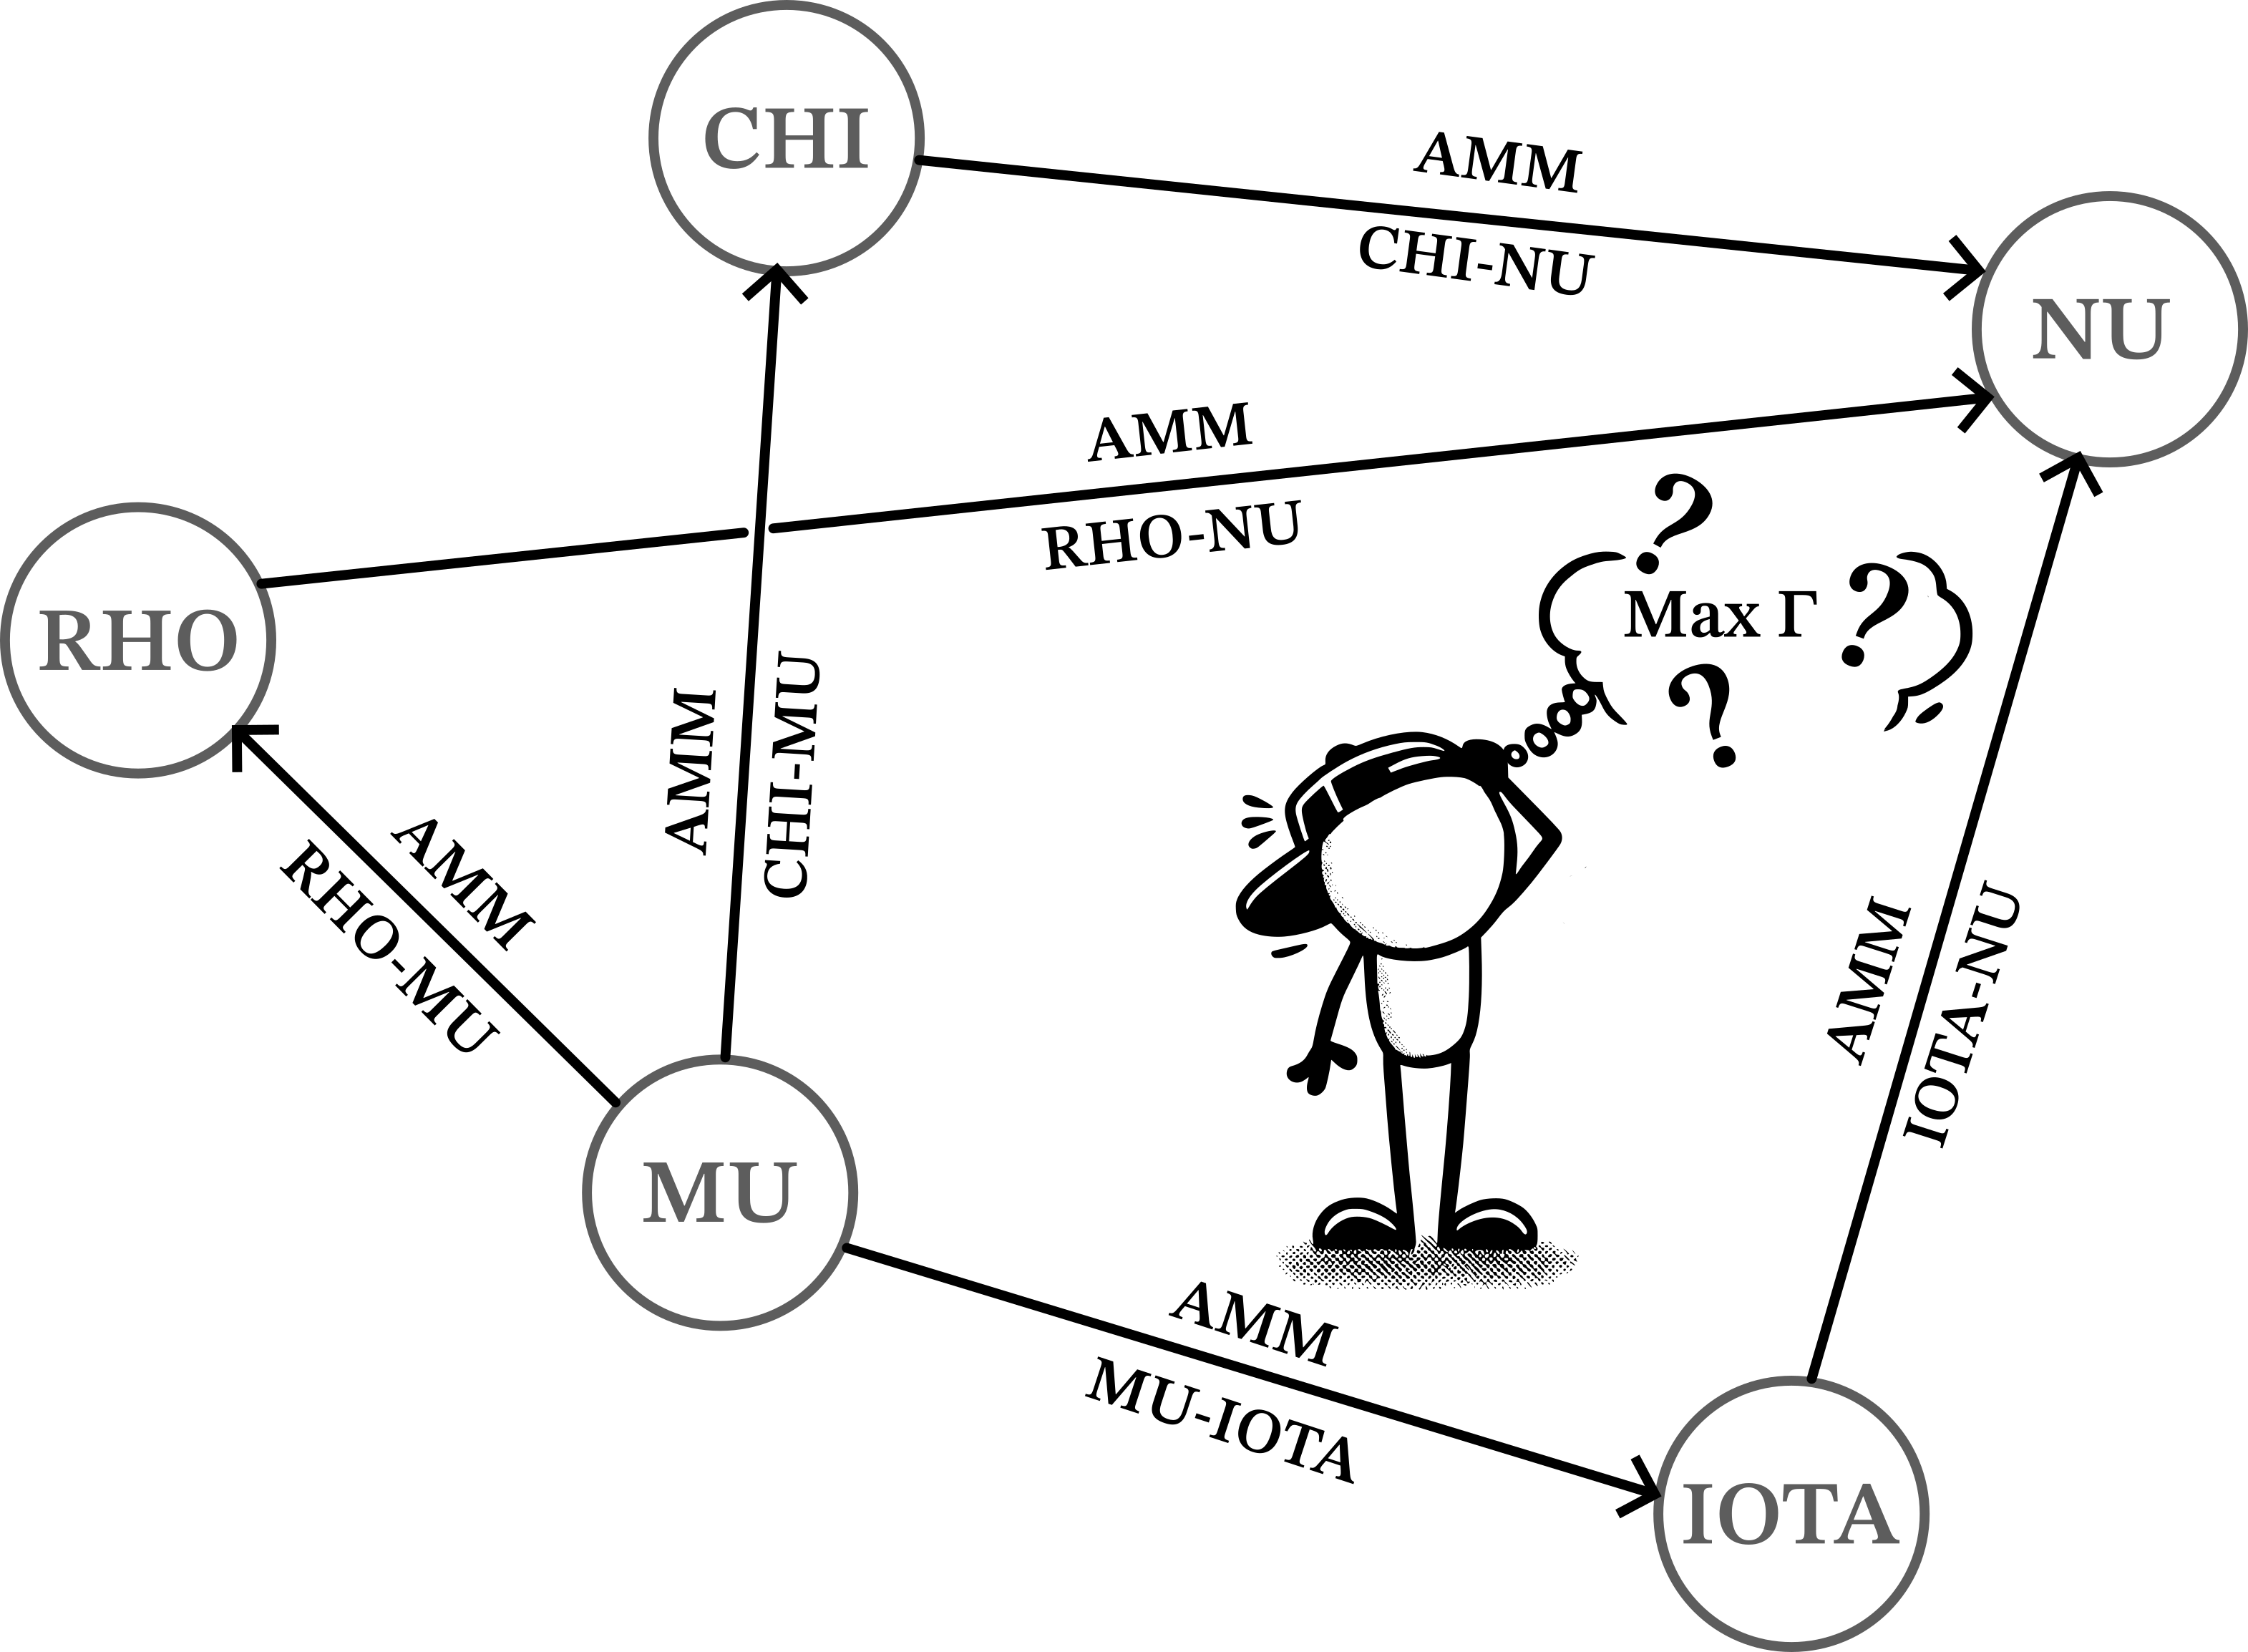 CHI
AMM
CHI-NU
NU
AMM
RHO-NU
?
Max Γ ?
?
RHO
AMM
CHI-MU
AMM
RHO-MU
AMM
IOTA-NU
MU
AMM
MU-IOTA
IOTA